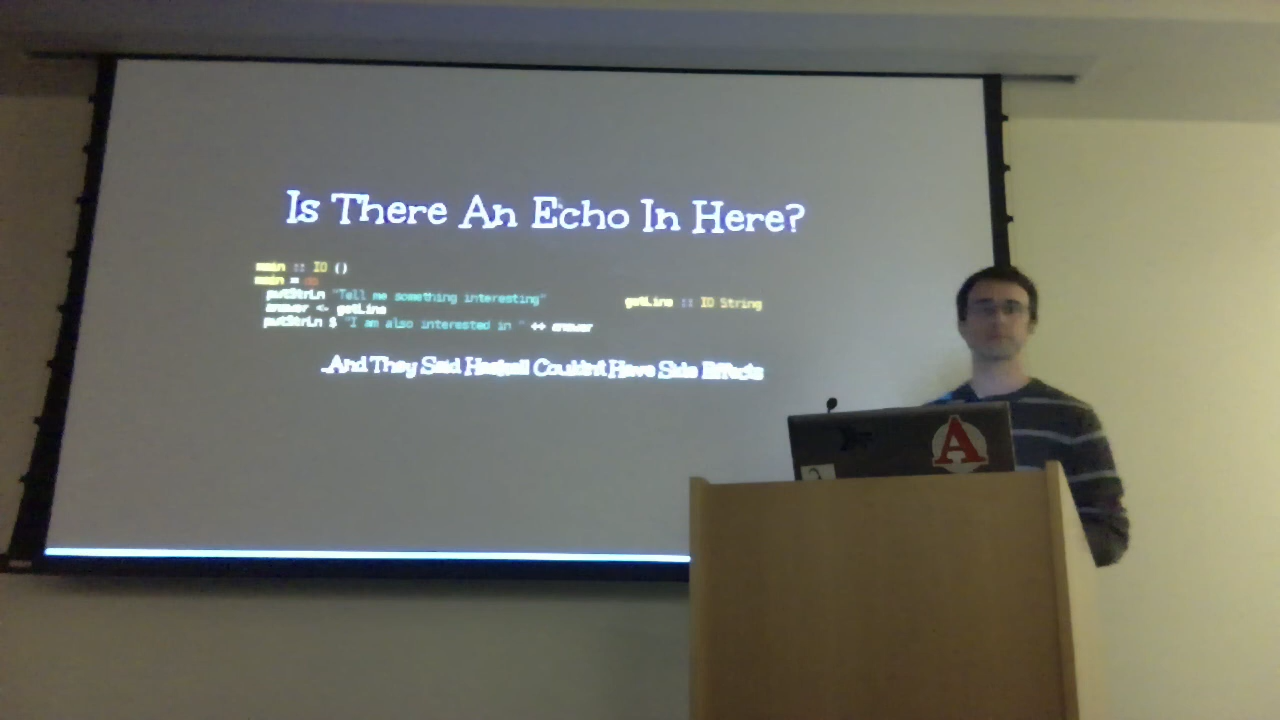 Is There An Echo In Here?
main :: IO ()
main = do
putStrLn "Tell me something interesting"
answer <- getLine
putStrLn $ "I am also interested in " ++ answer
getLine :: IO String
...And They Said Haskell Couldn't Have Side Effects
A
λ